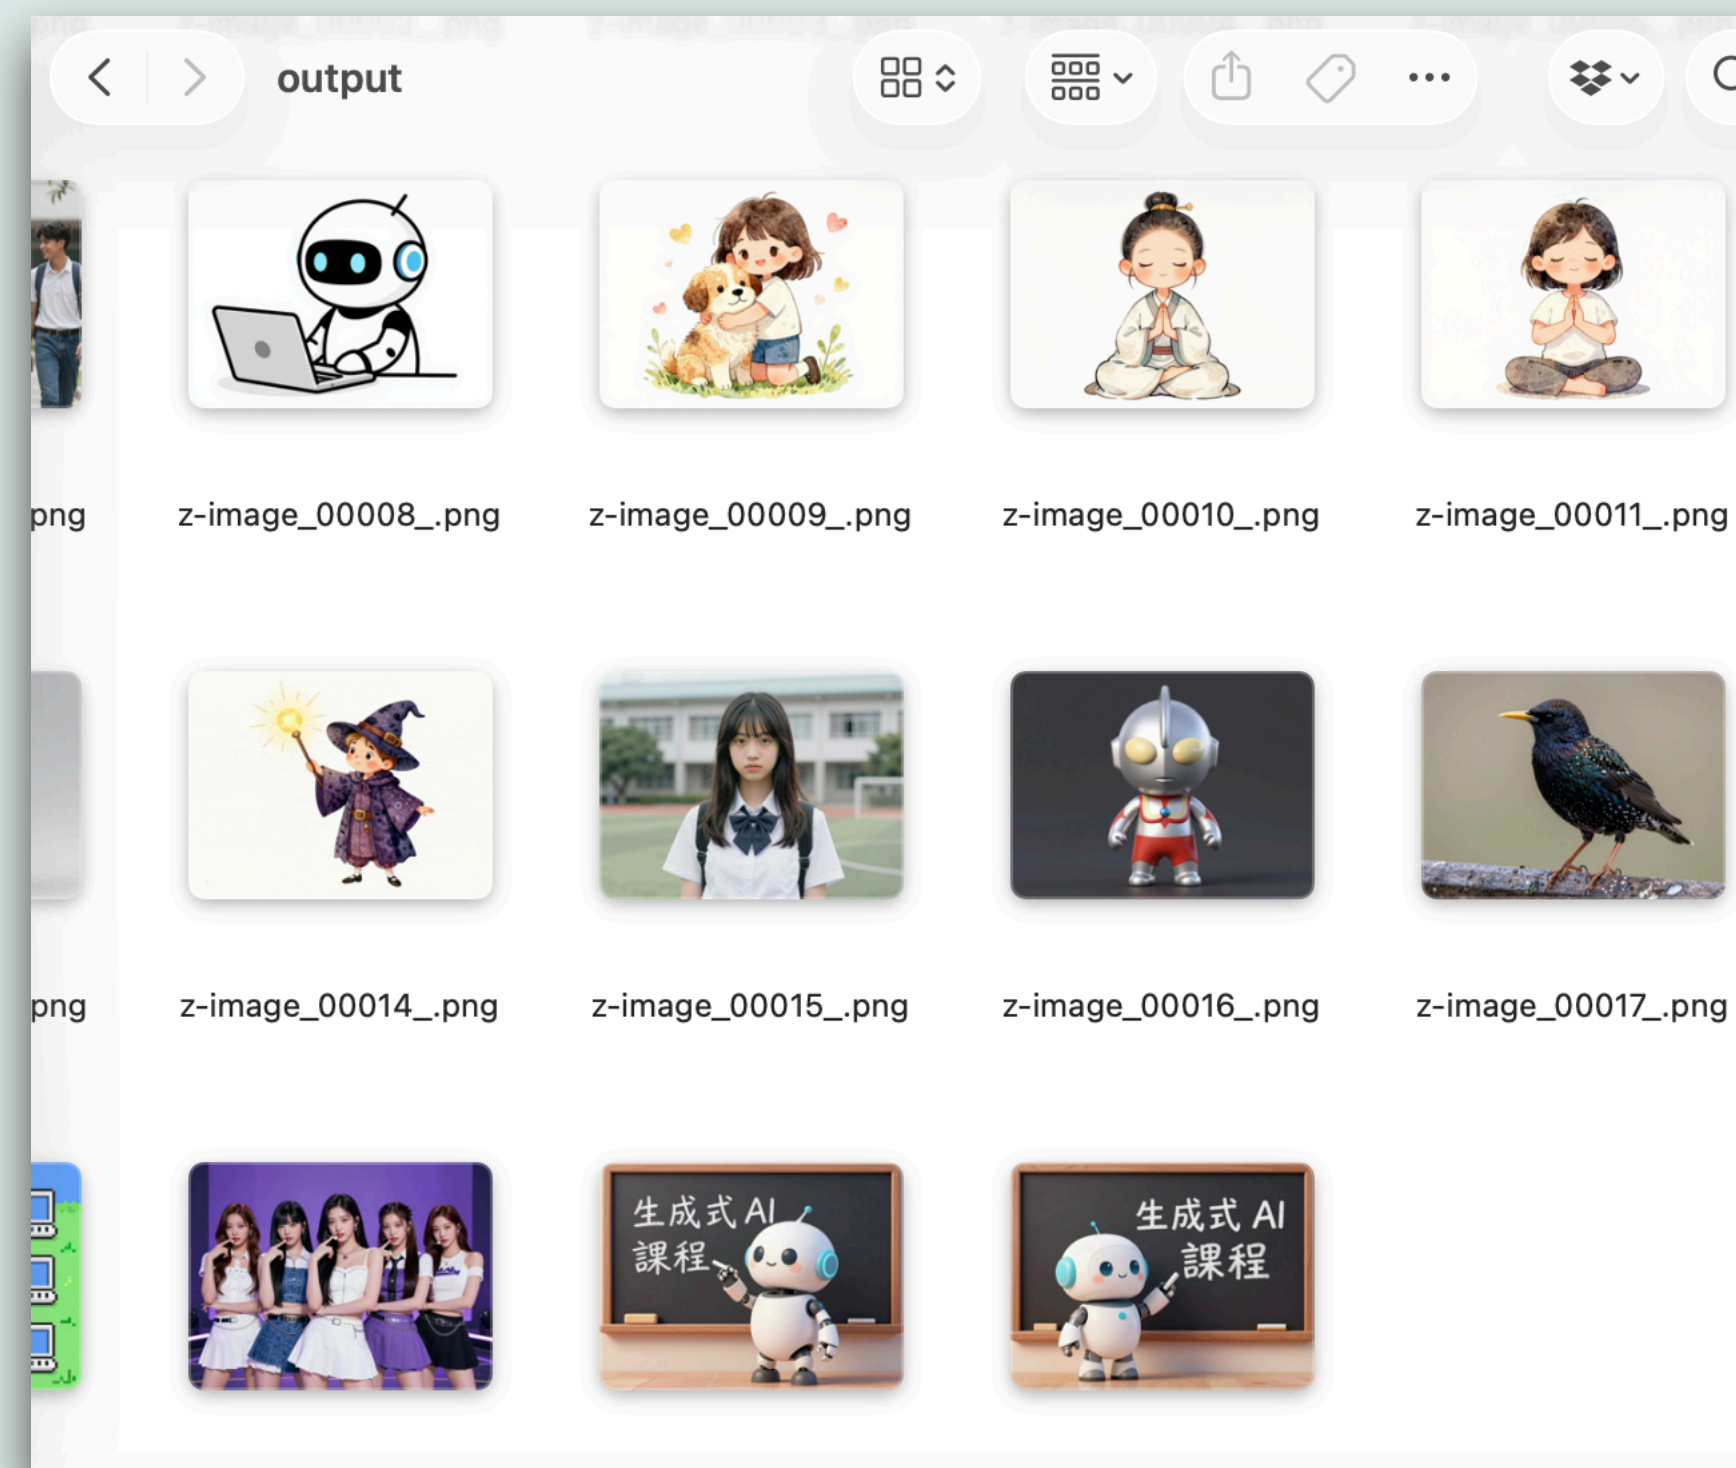 output
png
z-image_00008_.png
z-image_00009_.png
z-image_00010_.png
z-image_00011_.png
png
z-image_00014_.png
z-image_00015_.png
z-image_00016_.png
z-image_00017_.png
生成式 AI
課程
生成式 AI
課程